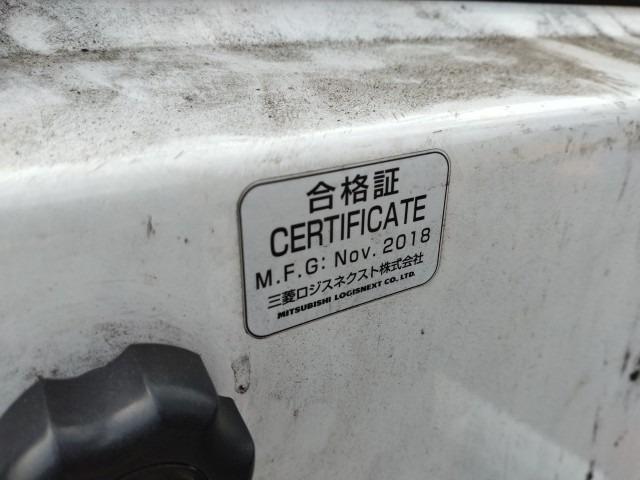 合格証
CERTIFICATE
M.F.G: Nov. 2018
三菱ロジスネクスト株式会社
MITSUBISHI LOGISNEXT CO., LTD.